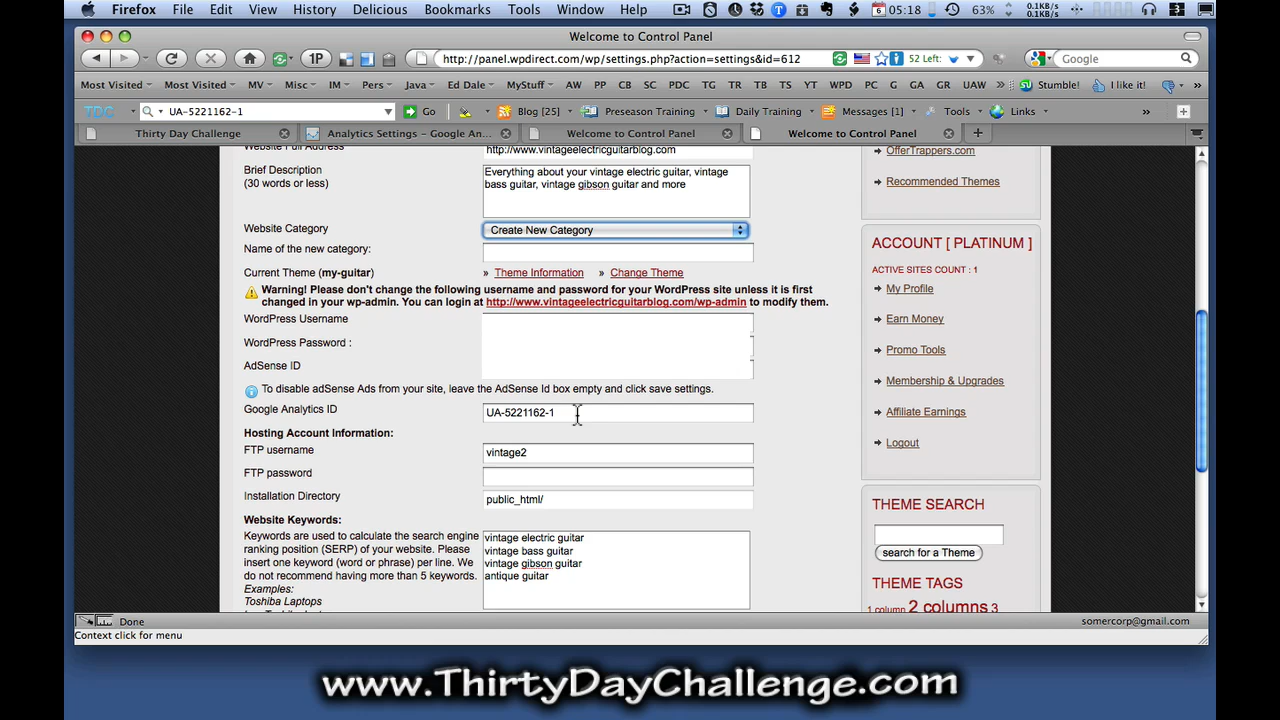 Firefox File Edit View History Delicious Bookmarks Tools Window Help 6 05:18 63% 0.1KB/s 0.1KB/s 3
Welcome to Control Panel
1P http://panel.wpdirect.com/wp/settings.php?action=settings&id=612 52 Left: Google
Most Visited Most Visited MV Misc IM Pers Java Ed Dale MyStuff AW PP CB SC PDC TG TR TB TS YT WPD PC G GA GR UAW » Stumble! I like it!
TDC UA-5221162-1 Go Blog [25] Preseason Training Daily Training Messages [1] Tools Links »
Thirty Day Challenge Analytics Settings - Google An... Welcome to Control Panel Welcome to Control Panel
Website Full Address http://www.vintageelectricguitarblog.com
Brief Description
(30 words or less)
Everything about your vintage electric guitar, vintage
bass guitar, vintage gibson guitar and more
Website Category Create New Category
Name of the new category:
Current Theme (my-guitar) » Theme Information » Change Theme
Warning! Please don't change the following username and password for your WordPress site unless it is first
changed in your wp-admin. You can login at http://www.vintageelectricguitarblog.com/wp-admin to modify them.
WordPress Username
WordPress Password :
AdSense ID
To disable adSense Ads from your site, leave the AdSense Id box empty and click save settings.
Google Analytics ID UA-5221162-1
Hosting Account Information:
FTP username vintage2
FTP password
Installation Directory public_html/
Website Keywords:
Keywords are used to calculate the search engine
ranking position (SERP) of your website. Please
insert one keyword (word or phrase) per line. We
do not recommend having more than 5 keywords.
Examples:
Toshiba Laptops
vintage electric guitar
vintage bass guitar
vintage gibson guitar
antique guitar
OfferTrappers.com
Recommended Themes
ACCOUNT [ PLATINUM ]
ACTIVE SITES COUNT : 1
My Profile
Earn Money
Promo Tools
Membership & Upgrades
Affiliate Earnings
Logout
THEME SEARCH
search for a Theme
THEME TAGS
1 column 2 columns 3
Done somercorp@gmail.com
Context click for menu
www.ThirtyDayChallenge.com